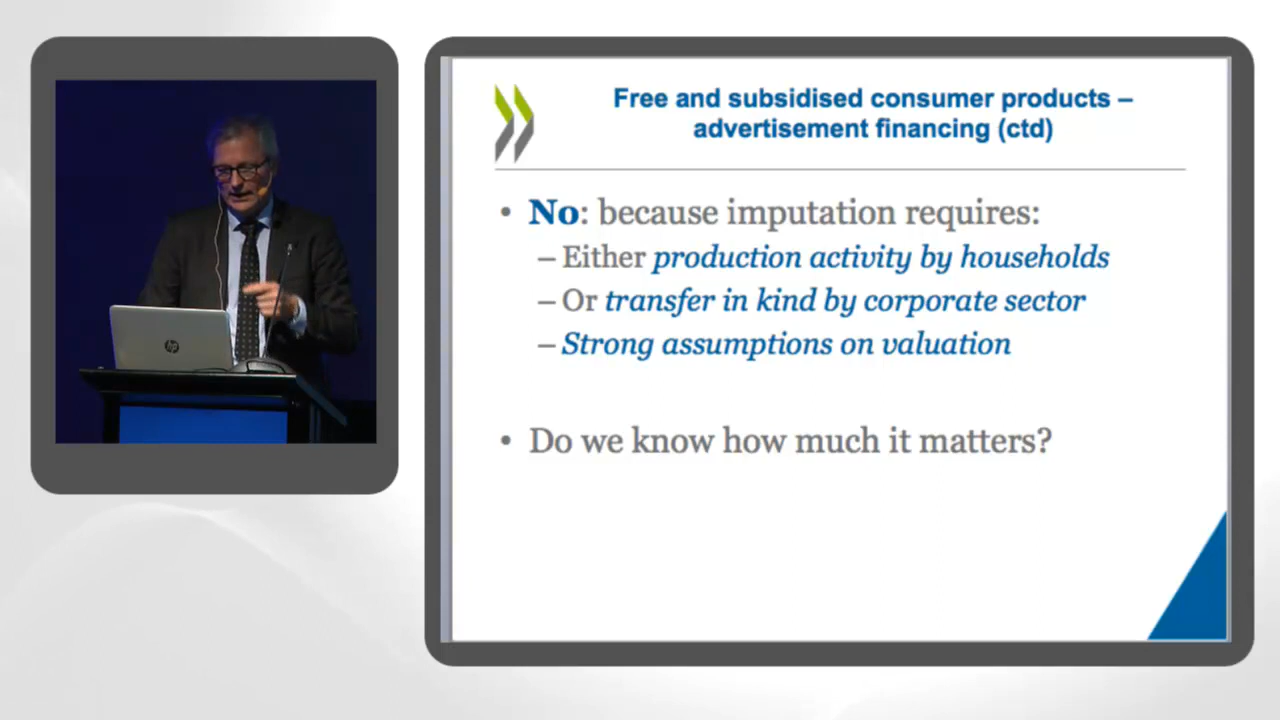 Free and subsidised consumer products –
advertisement financing (ctd)
• No: because imputation requires:
– Either production activity by households
– Or transfer in kind by corporate sector
– Strong assumptions on valuation
• Do we know how much it matters?
hp